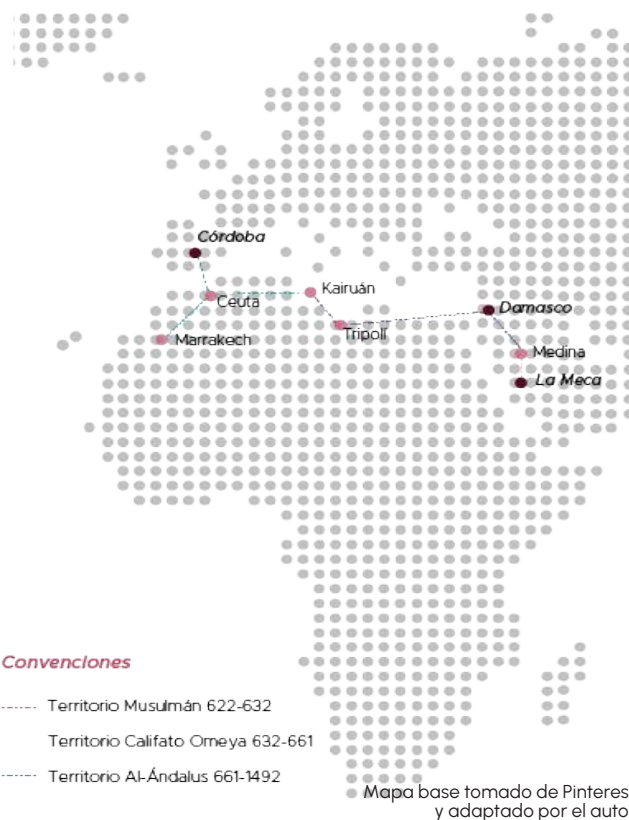 Córdoba
Kairuán
Ceuta
Damasco
Tripolí
Marrakech
Medina
La Meca
Convenciones
Territorio Musulmán 622-632
Territorio Califato Omeya 632-661
Territorio Al-Ándalus 661-1492
Mapa base tomado de Pinteres
y adaptado por el auto